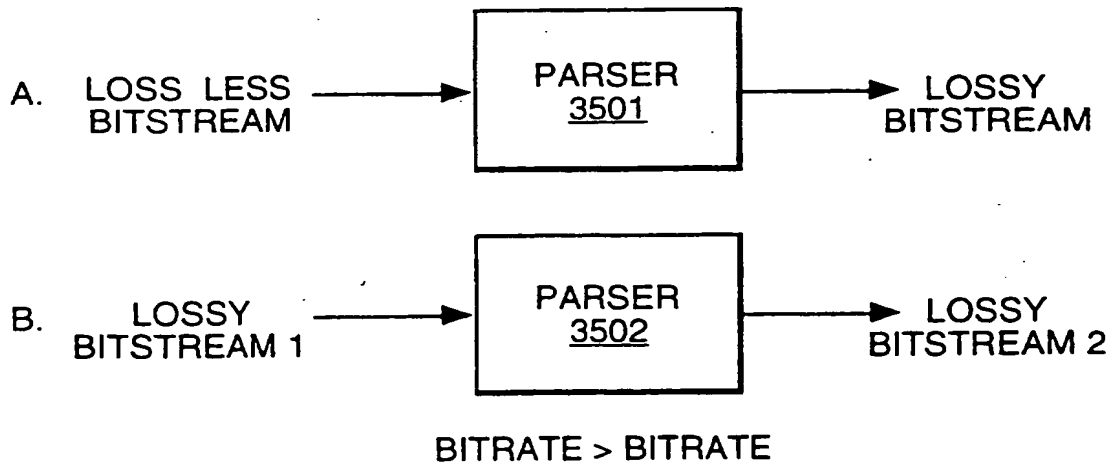 A. LOSS LESS BITSTREAM
PARSER
3501
LOSSY BITSTREAM
B. LOSSY BITSTREAM 1
PARSER
3502
LOSSY BITSTREAM 2
BITRATE > BITRATE